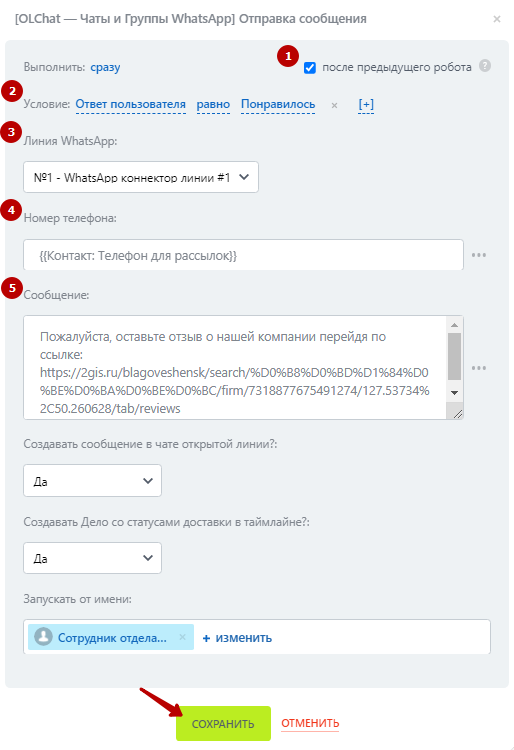 [OLChat — Чаты и Группы WhatsApp] Отправка сообщения
×
1
Выполнить: сразу
после предыдущего робота ?
2
Условие: Ответ пользователя равно Понравилось × [+]
3
Линия WhatsApp:
№1 - WhatsApp коннектор линии #1
4
Номер телефона:
{{Контакт: Телефон для рассылок}}
5
Сообщение:
Пожалуйста, оставьте отзыв о нашей компании перейдя по
ссылке:
https://2gis.ru/blagoveshensk/search/%D0%B8%D0%BD%D1%84%D0
%BE%D0%BA%D0%BE%D0%BC/firm/7318877675491274/127.53734%
2C50.260628/tab/reviews
Создавать сообщение в чате открытой линии?:
Да
Создавать Дело со статусами доставки в таймлайне?:
Да
Запускать от имени:
Сотрудник отдела... × + изменить
СОХРАНИТЬ
ОТМЕНИТЬ